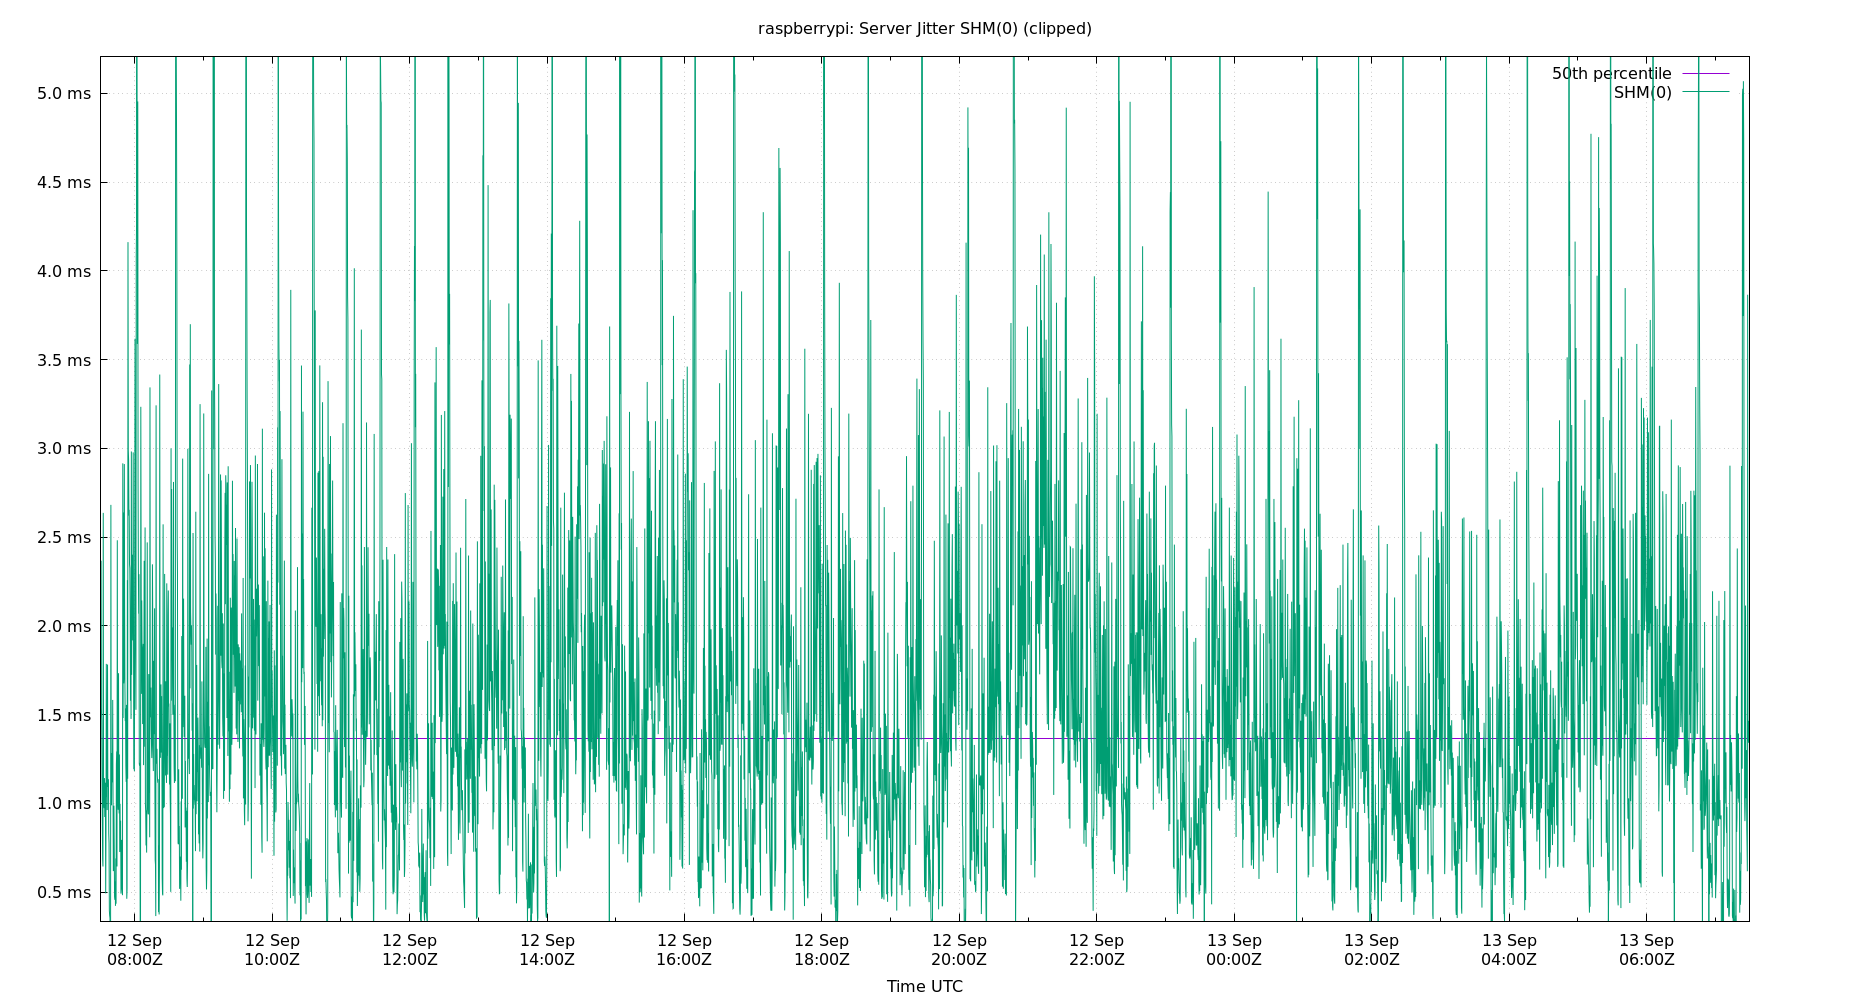 raspberrypi: Server Jitter SHM(0) (clipped)
50th percentile
SHM(0)
5.0 ms
4.5 ms
4.0 ms
3.5 ms
3.0 ms
2.5 ms
2.0 ms
1.5 ms
1.0 ms
0.5 ms
12 Sep 12 Sep 12 Sep 12 Sep 12 Sep 12 Sep 12 Sep 12 Sep 13 Sep 13 Sep 13 Sep 13 Sep
08:00Z 10:00Z 12:00Z 14:00Z 16:00Z 18:00Z 20:00Z 22:00Z 00:00Z 02:00Z 04:00Z 06:00Z
Time UTC